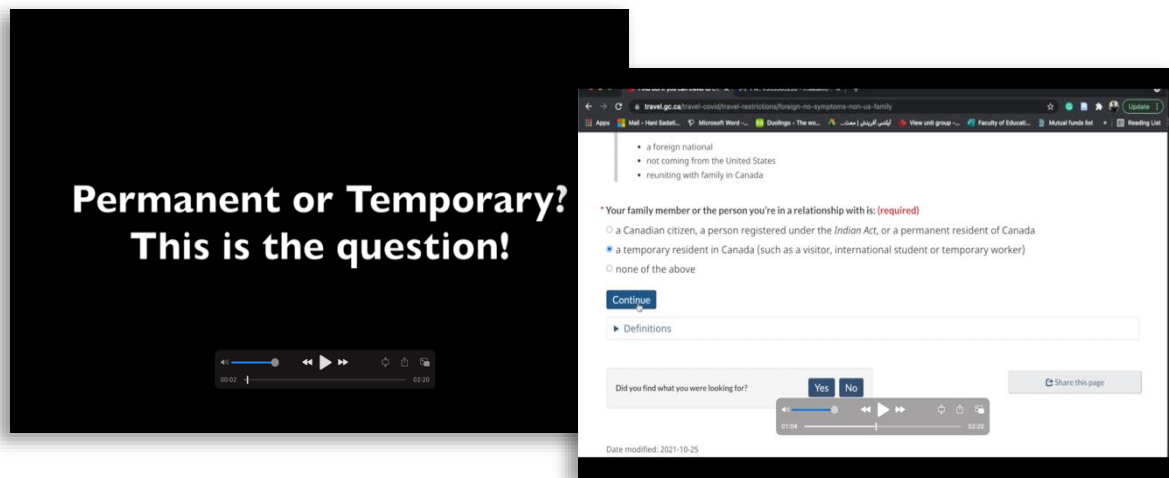 Permanent or Temporary?
This is the question!
00:02
02:20
travel.gc.ca/travel-covid/travel-restrictions/foreign-no-symptoms-non-us-family
Update
Apps
Mail - Hani Sadati...
Microsoft Word -...
Duolingo - The wo...
View unit group -...
Faculty of Educati...
Mutual funds list
Reading List
• a foreign national
• not coming from the United States
• reuniting with family in Canada
* Your family member or the person you're in a relationship with is: (required)
a Canadian citizen, a person registered under the Indian Act, or a permanent resident of Canada
a temporary resident in Canada (such as a visitor, international student or temporary worker)
none of the above
Continue
Definitions
Did you find what you were looking for?
Yes No
Share this page
01:04
02:20
Date modified: 2021-10-25